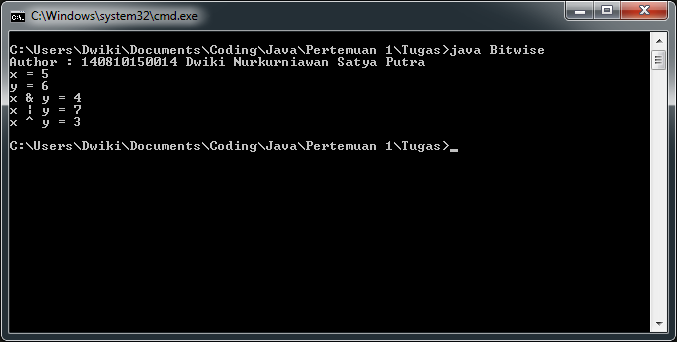 C:\Windows\system32\cmd.exe
C:\Users\Dwiki\Documents\Coding\Java\Pertemuan 1\Tugas>java Bitwise
Author : 140810150014 Dwiki Nurkurniawan Satya Putra
x = 5
y = 6
x & y = 4
x ¦ y = 7
x ^ y = 3
C:\Users\Dwiki\Documents\Coding\Java\Pertemuan 1\Tugas>_